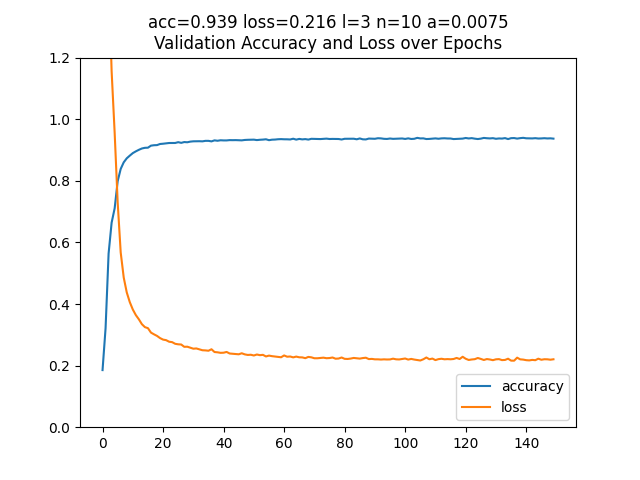 acc=0.939 loss=0.216 l=3 n=10 a=0.0075
Validation Accuracy and Loss over Epochs
1.2
1.0
0.8
0.6
0.4
0.2
0.0
accuracy
loss
0 20 40 60 80 100 120 140